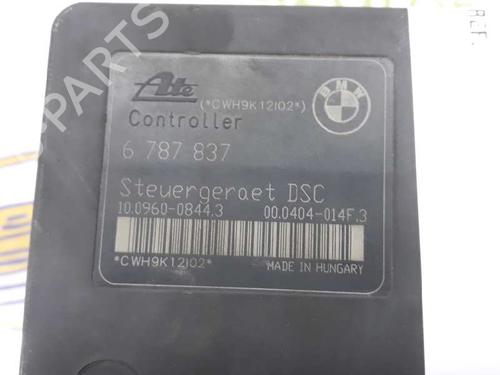 Ate
(*CWH9K12I02*)
BMW
Controller
6 787 837
Steuergeraet DSC
10.0960-0844.3 00.0404-014F.3
*CWH9K12I02*
MADE IN HUNGARY
REF.